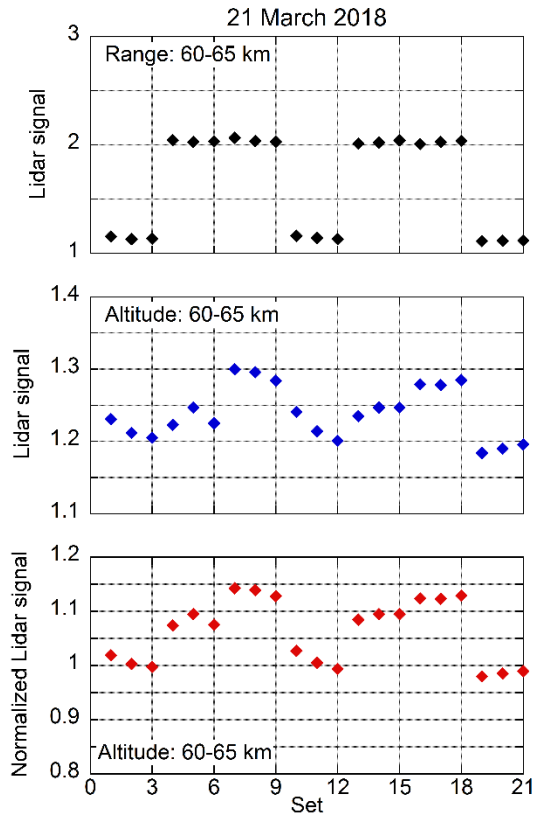 21 March 2018
3
Range: 60-65 km
2
1
Lidar signal
1.4
Altitude: 60-65 km
1.3
1.2
1.1
Lidar signal
1.2
1.1
1
0.9
0.8
Normalized Lidar signal
Altitude: 60-65 km
0 3 6 9 12 15 18 21
Set